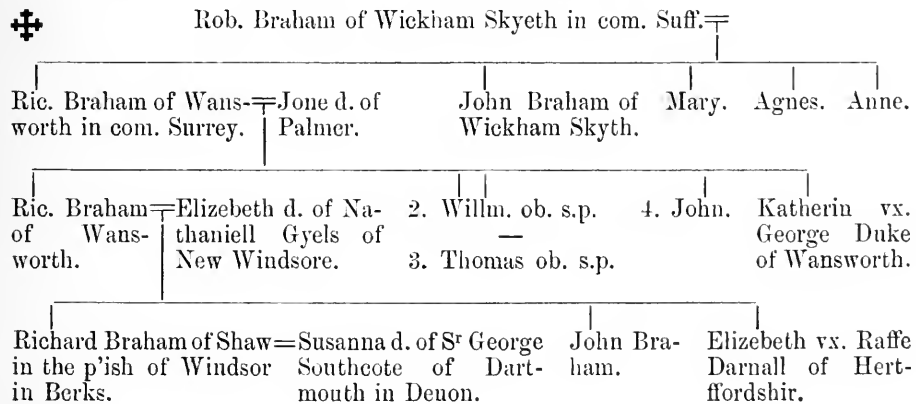 Rob. Braham of Wickham Skyeth in com. Suff.
Ric. Braham of Wans-
worth in com. Surrey.
Jone d. of
Palmer.
John Braham of
Wickham Skyth.
Mary.
Agnes.
Anne.
Ric. Braham
of Wans-
worth.
Elizebeth d. of Na-
thaniell Gyels of
New Windsore.
2. Willm. ob. s.p.
—
3. Thomas ob. s.p.
4. John.
Katherin vx.
George Duke
of Wansworth.
Richard Braham of Shaw
in the p'ish of Windsor
in Berks.
Susanna d. of Sʳ George
Southcote of Dart-
mouth in Deuon.
John Bra-
ham.
Elizebeth vx. Raffe
Darnall of Hert-
ffordshir.